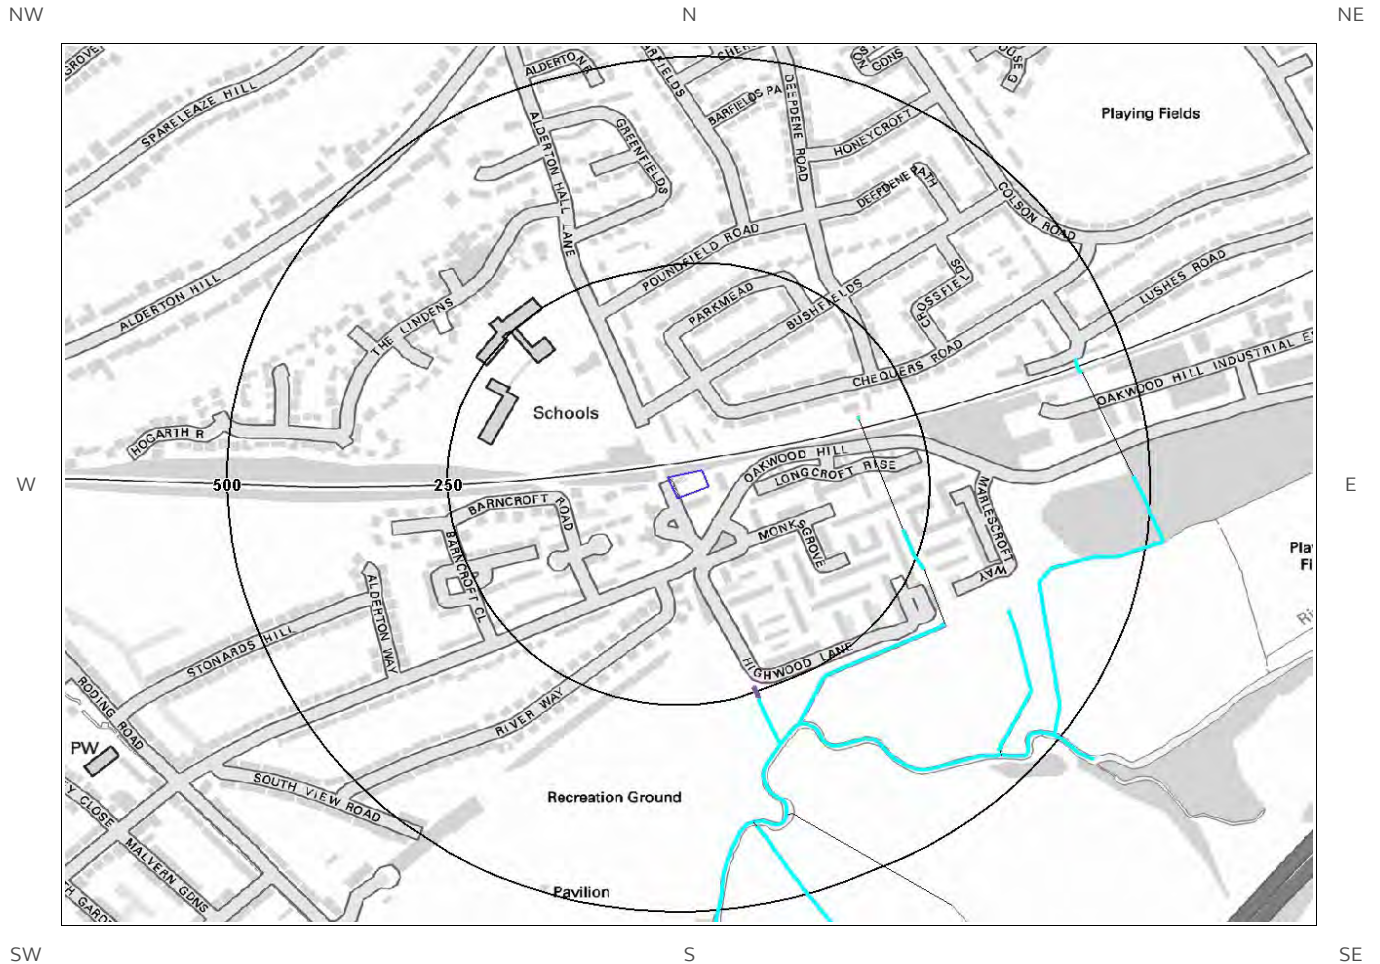 NW
N
NE
GROVE
SPARELEAZE HILL
ALDERTON HILL
ALDERTON HALL LANE
GREENFIELDS
BARFIELDS PA
DEEPDENE ROAD
GDNS
HONEYCROFT
DEEPDENE PATH
COLSON ROAD
Playing Fields
POUNDFIELD ROAD
PARKMEAD
BUSHFIELDS
CROSSFIELDS
LUSHES ROAD
CHEQUERS ROAD
THE LINDENS
HOGARTH R
Schools
OAKWOOD HILL INDUSTRIAL E
W
500
250
OAKWOOD HILL
LONGCROFT RISE
E
BARNCROFT ROAD
BARNCROFT CL
MONKSGROVE
MARLESCROFT WAY
ALDERTON WAY
STONARDS HILL
HIGHWOOD LANE
RODING ROAD
RIVER WAY
PW
SOUTH VIEW ROAD
Recreation Ground
Y CLOSE
MALVERN GDNS
Pavilion
SW
S
SE